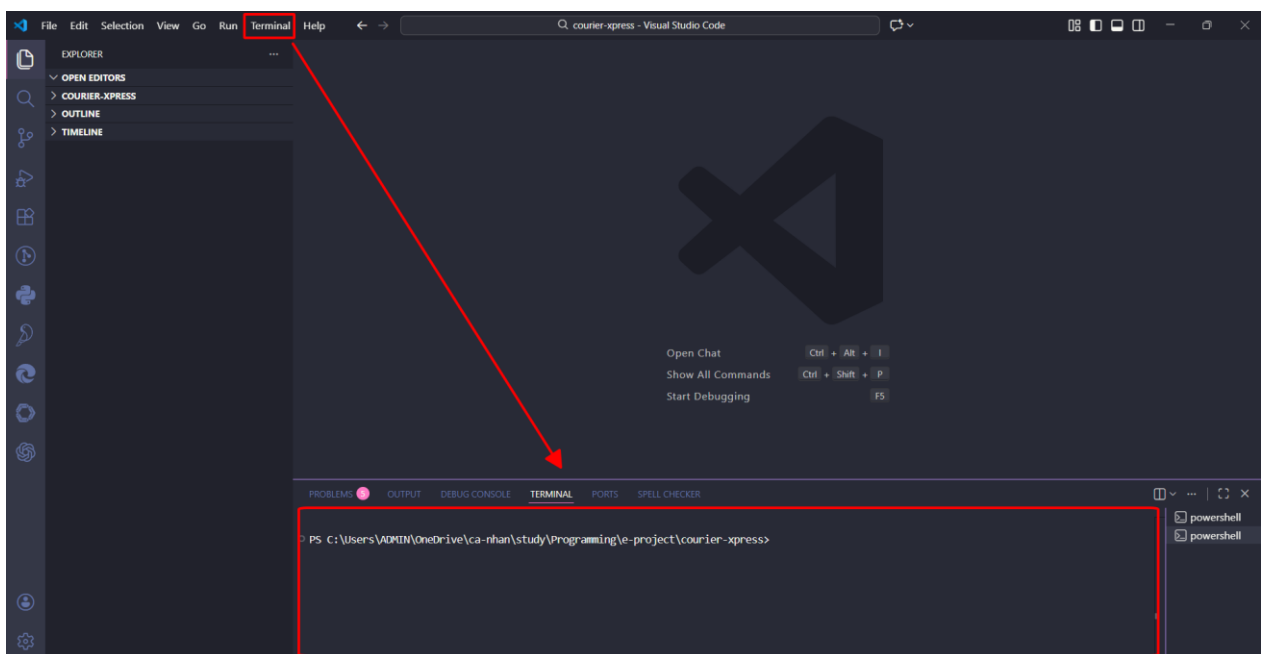 File Edit Selection View Go Run Terminal Help
courier-xpress - Visual Studio Code
EXPLORER
OPEN EDITORS
COURIER-XPRESS
OUTLINE
TIMELINE
Open Chat Ctrl + Alt + I
Show All Commands Ctrl + Shift + P
Start Debugging F5
PROBLEMS 5 OUTPUT DEBUG CONSOLE TERMINAL PORTS SPELL CHECKER
PS C:\Users\ADMIN\OneDrive\ca-nhan\study\Programming\e-project\courier-xpress>
powershell
powershell